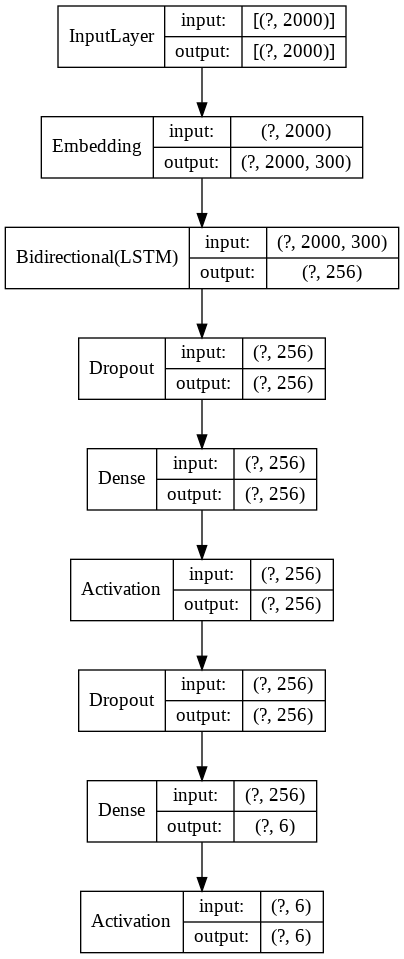 InputLayer
input: [(?, 2000)]
output: [(?, 2000)]
Embedding
input: (?, 2000)
output: (?, 2000, 300)
Bidirectional(LSTM)
input: (?, 2000, 300)
output: (?, 256)
Dropout
input: (?, 256)
output: (?, 256)
Dense
input: (?, 256)
output: (?, 256)
Activation
input: (?, 256)
output: (?, 256)
Dropout
input: (?, 256)
output: (?, 256)
Dense
input: (?, 256)
output: (?, 6)
Activation
input: (?, 6)
output: (?, 6)